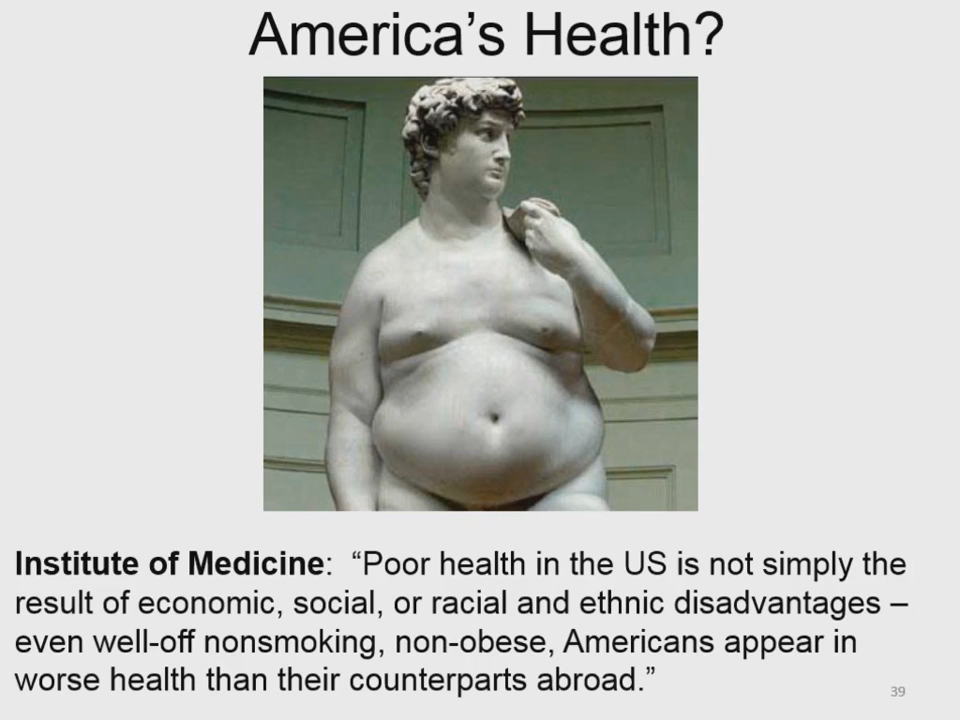 America’s Health?
Institute of Medicine:  “Poor health in the US is not simply the
result of economic, social, or racial and ethnic disadvantages –
even well-off nonsmoking, non-obese, Americans appear in
worse health than their counterparts abroad.”
39